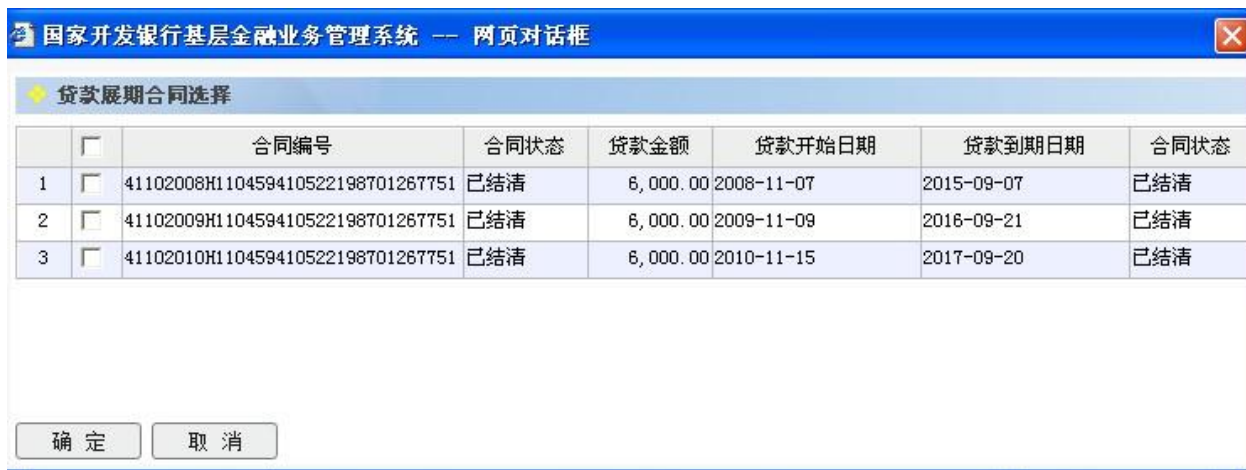 国家开发银行基层金融业务管理系统 -- 网页对话框
贷款展期合同选择
合同编号 合同状态 贷款金额 贷款开始日期 贷款到期日期 合同状态
1 41102008H110459410522198701267751 已结清 6,000.00 2008-11-07 2015-09-07 已结清
2 41102009H110459410522198701267751 已结清 6,000.00 2009-11-09 2016-09-21 已结清
3 41102010H110459410522198701267751 已结清 6,000.00 2010-11-15 2017-09-20 已结清
确 定 取 消